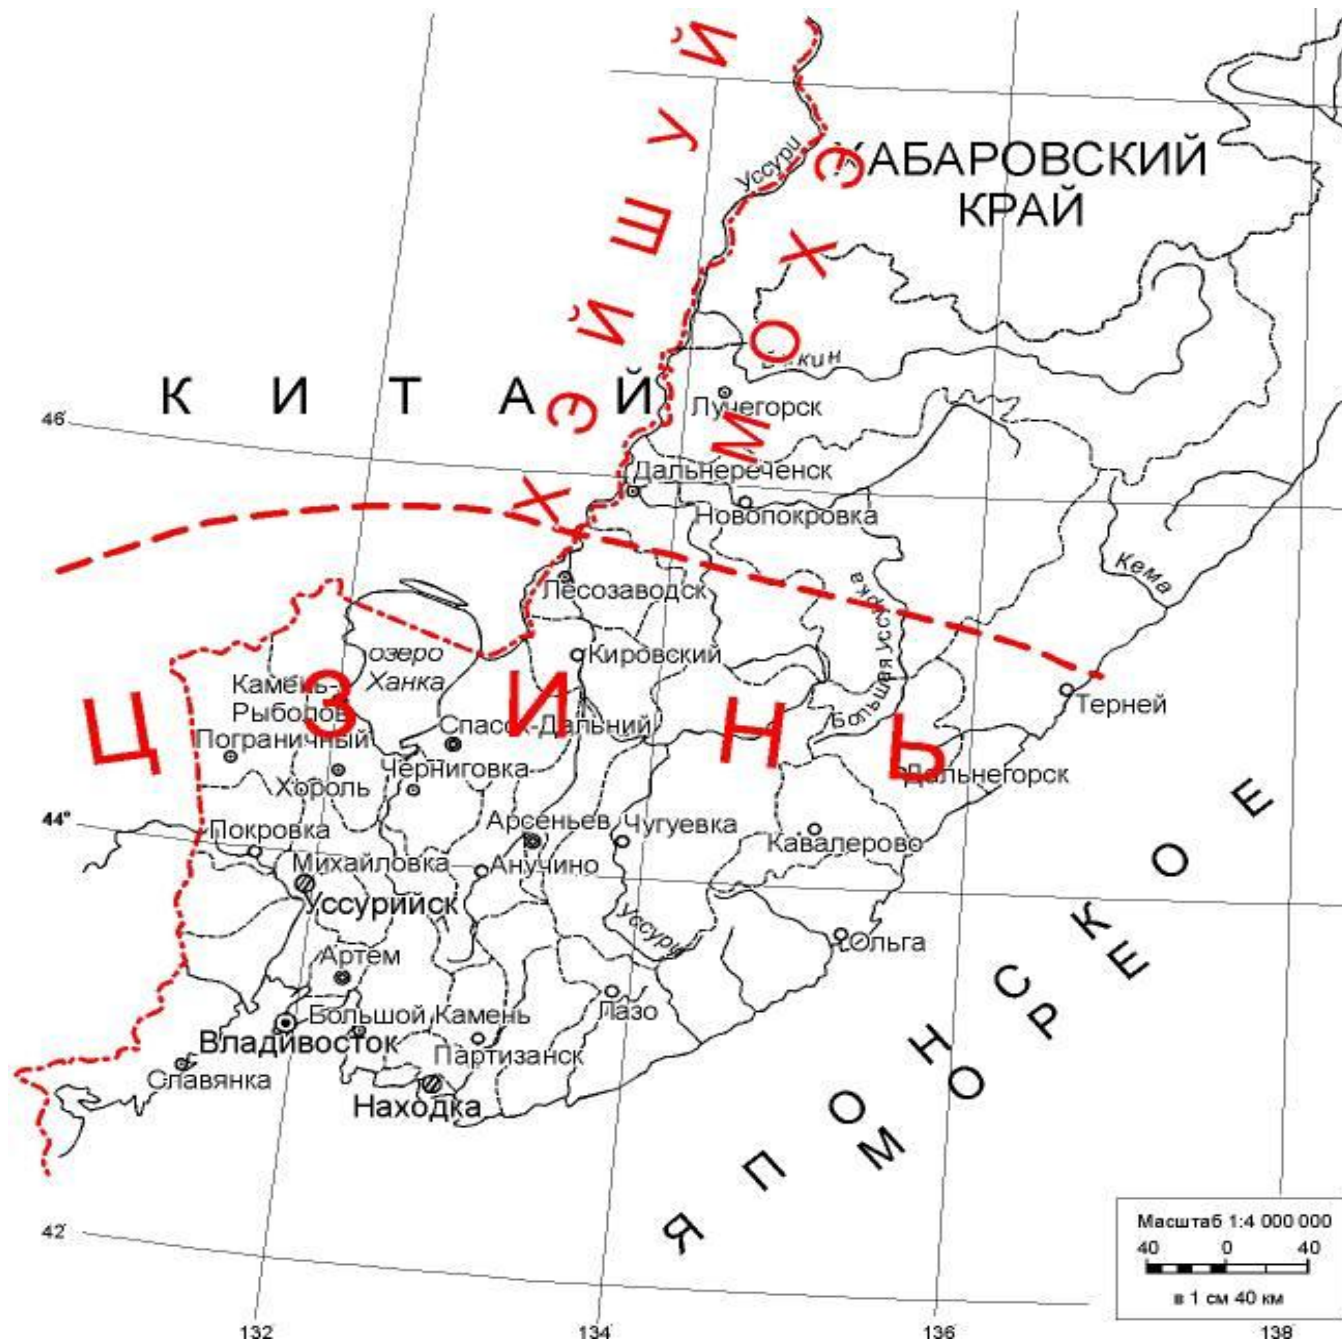 ХЭЙШУЙ
МОХЭ
Уссури
ХАБАРОВСКИЙ
КРАЙ
Бикин
КИТАЙ
Лучегорск
46°
Дальнереченск
Новопокровка
Кема
Лесозаводск
Большая уссурка
озеро
Ханка
Кировский
ЦЗИНЬ
Камень-
Рыболов
Терней
Спасск-Дальний
Пограничный
Черниговка
Дальнегорск
Хороль
44°
Покровка
Арсеньев
Чугуевка
Кавалерово
Михайловка
Анучино
Уссурийск
Уссури
Ольга
Артем
Лазо
Большой Камень
Владивосток
Партизанск
Славянка
Находка
ЯПОНСКОЕ
МОРЕ
42
Масштаб 1:4 000 000
40 0 40
в 1 см 40 км
132 134 136 138